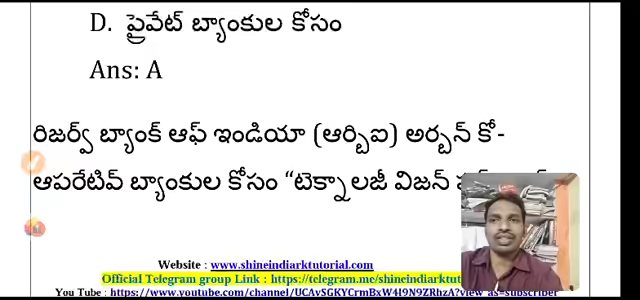 D. ప్రైవేట్ బ్యాంకుల కోసం
Ans: A
రిజర్వ్ బ్యాంక్ ఆఫ్ ఇండియా (ఆర్బిఐ) అర్బన్ కో-
ఆపరేటివ్ బ్యాంకుల కోసం “టెక్నాలజీ విజన్
Website : www.shineindiarktutorial.com
Official Telegram group Link : https://telegram.me/shineindiarktut
You Tube : https://www.youtube.com/channel/UCAvSGKYCrmBxW4I9N9ZRhzA?view_as=subscriber